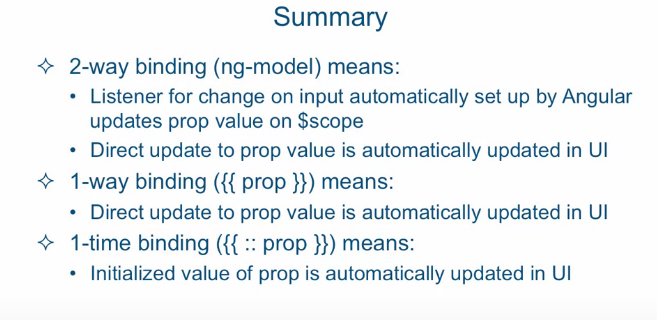 Summary
✧ 2-way binding (ng-model) means:
• Listener for change on input automatically set up by Angular
updates prop value on $scope
• Direct update to prop value is automatically updated in UI
✧ 1-way binding ({{ prop }}) means:
• Direct update to prop value is automatically updated in UI
✧ 1-time binding ({{ :: prop }}) means:
• Initialized value of prop is automatically updated in UI